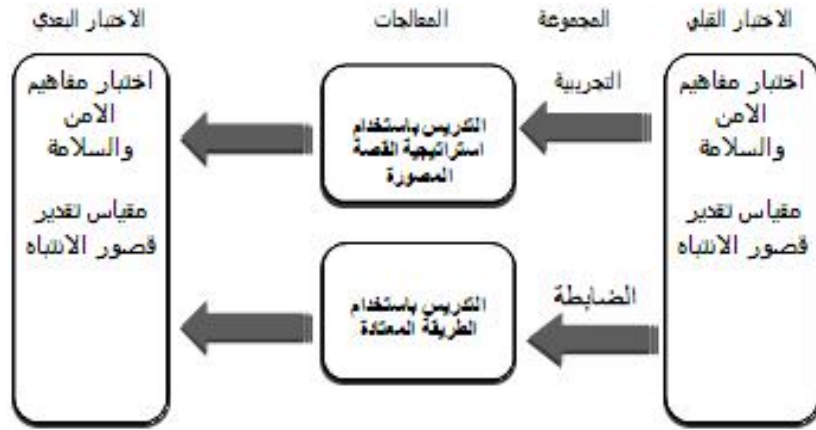 الاختبار القبلي
المجموعة
المعالجات
الاختبار البعدي
اختبار مفاهيم
الامن
والسلامة
مقياس تقدير
قصور الانتباه
التجريبية
الضابطة
التدريس باستخدام
استراتيجية القصة
المصورة
التدريس باستخدام
الطريقة المعتادة
اختبار مفاهيم
الامن
والسلامة
مقياس تقدير
قصور الانتباه